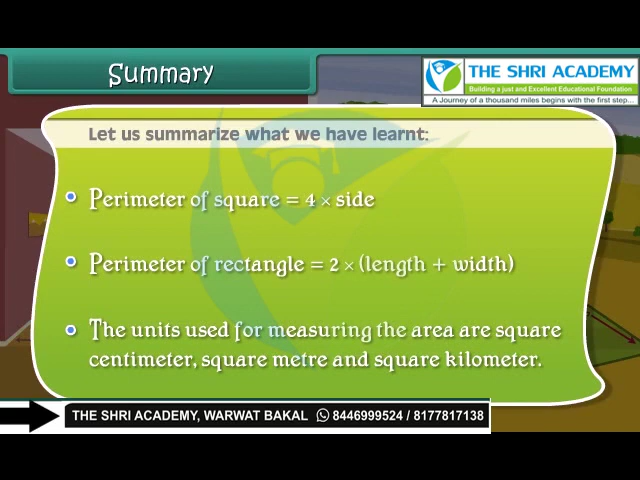 Summary
THE SHRI ACADEMY
Building a just and Excellent Educational Foundation
A Journey of a thousand miles begins with the first step...
Let us summarize what we have learnt:
Perimeter of square = 4 × side
Perimeter of rectangle = 2 × (length + width)
The units used for measuring the area are square
centimeter, square metre and square kilometer.
THE SHRI ACADEMY, WARWAT BAKAL 8446999524 / 8177817138